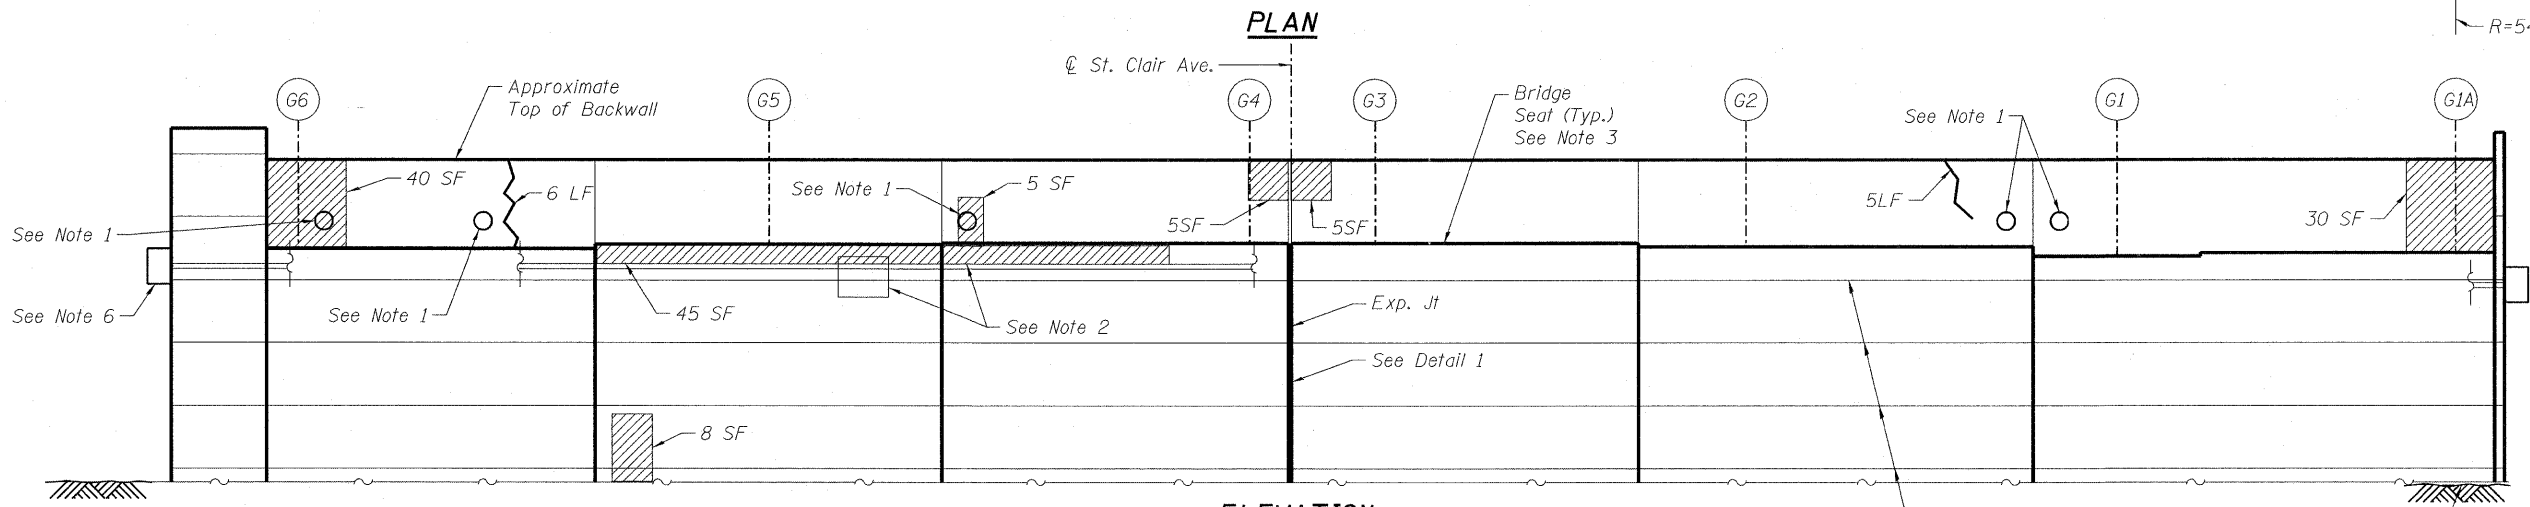 PLAN
R=54
℄ St. Clair Ave.
Approximate
Top of Backwall
Bridge
Seat (Typ.)
See Note 3
G6
G5
G4
G3
G2
See Note 1
G1
G1A
40 SF
6 LF
See Note 1
5 SF
5SF
5SF
5LF
30 SF
See Note 1
See Note 6
See Note 1
45 SF
See Note 2
Exp. Jt
See Detail 1
8 SF
ELEVATION